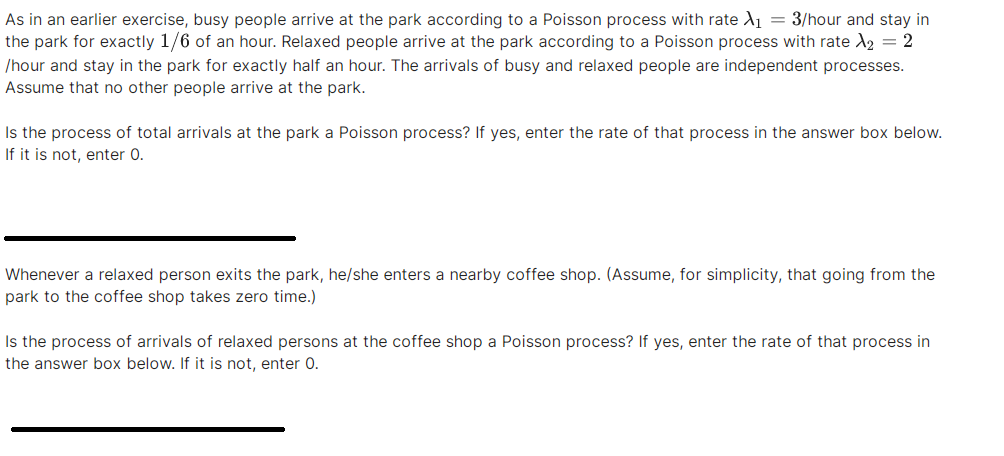 As in an earlier exercise, busy people arrive at the park according to a Poisson process with rate λ₁ = 3/hour and stay in
the park for exactly 1/6 of an hour. Relaxed people arrive at the park according to a Poisson process with rate λ₂ = 2
/hour and stay in the park for exactly half an hour. The arrivals of busy and relaxed people are independent processes.
Assume that no other people arrive at the park.
Is the process of total arrivals at the park a Poisson process? If yes, enter the rate of that process in the answer box below.
If it is not, enter 0.
Whenever a relaxed person exits the park, he/she enters a nearby coffee shop. (Assume, for simplicity, that going from the
park to the coffee shop takes zero time.)
Is the process of arrivals of relaxed persons at the coffee shop a Poisson process? If yes, enter the rate of that process in
the answer box below. If it is not, enter 0.